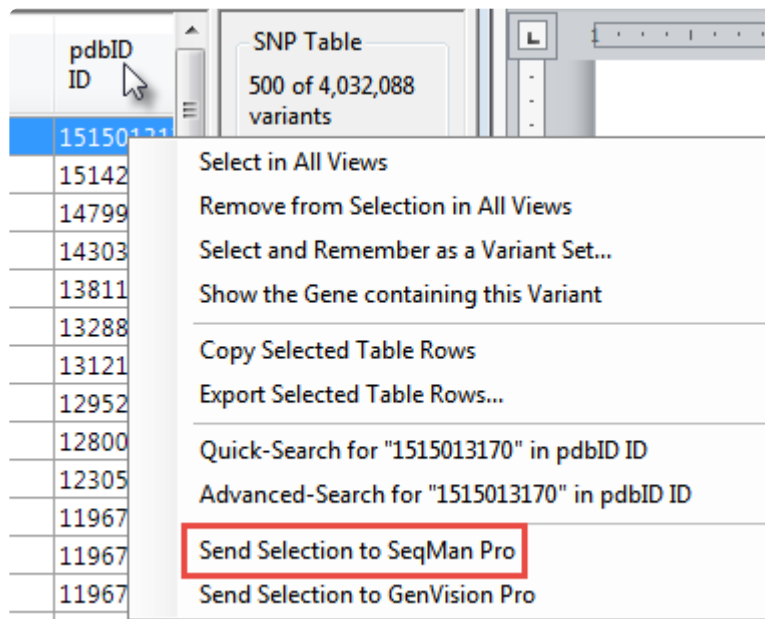 pdbID
ID
SNP Table
500 of 4,032,088
variants
L
1
15142
14799
14303
13811
13288
13121
12952
12800
12305
11967
11967
11967
Select in All Views
Remove from Selection in All Views
Select and Remember as a Variant Set...
Show the Gene containing this Variant
Copy Selected Table Rows
Export Selected Table Rows...
Quick-Search for "1515013170" in pdbID ID
Advanced-Search for "1515013170" in pdbID ID
Send Selection to SeqMan Pro
Send Selection to GenVision Pro